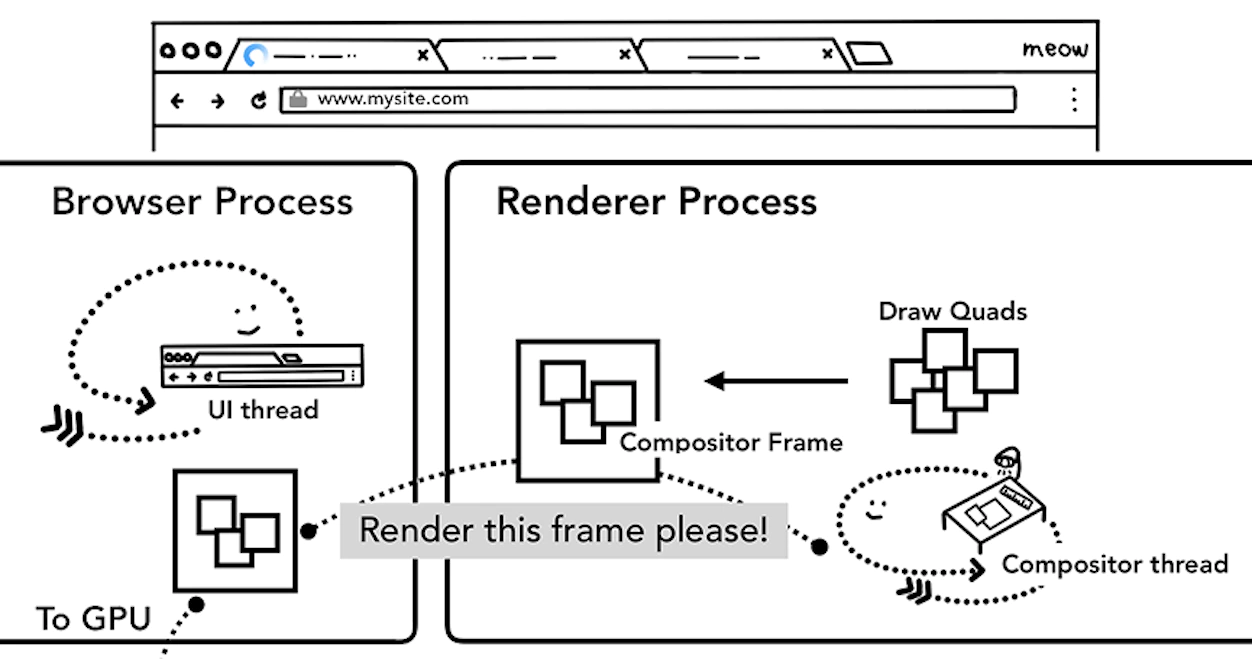 meow
www.mysite.com
Browser Process
Renderer Process
Draw Quads
UI thread
Compositor Frame
Render this frame please!
Compositor thread
To GPU